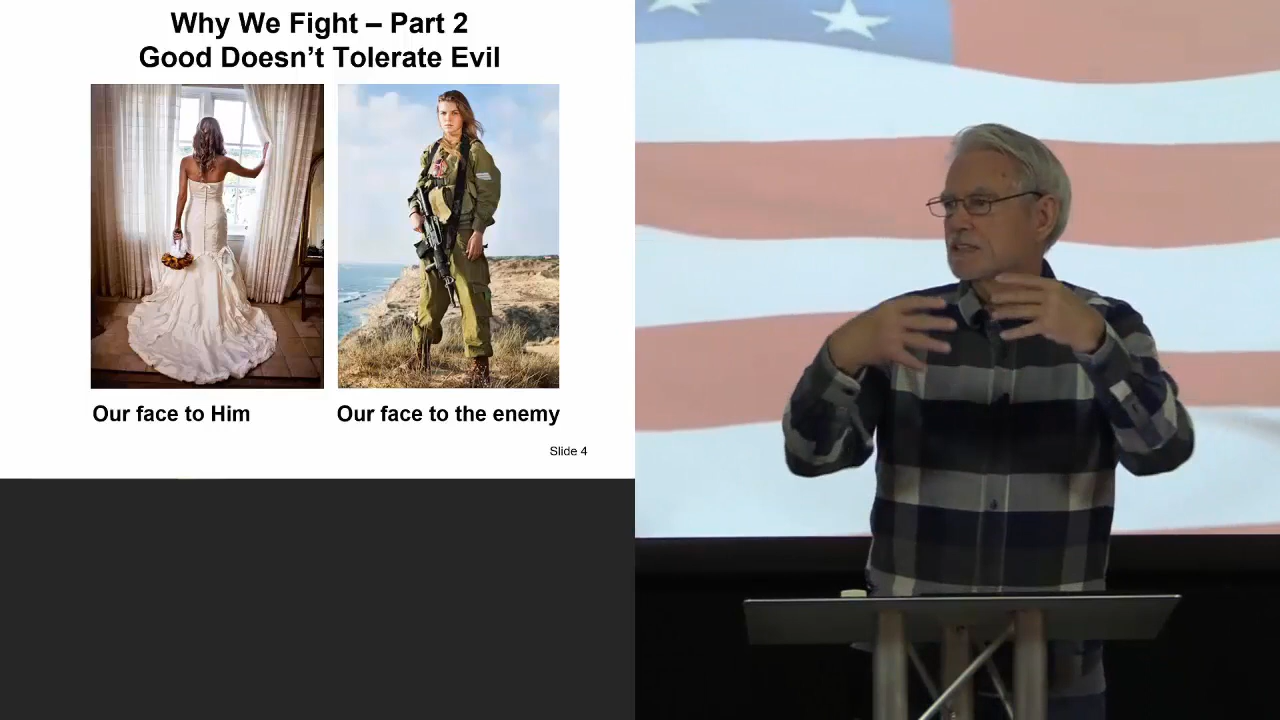 Why We Fight – Part 2
Good Doesn't Tolerate Evil
Our face to Him
Our face to the enemy
Slide 4